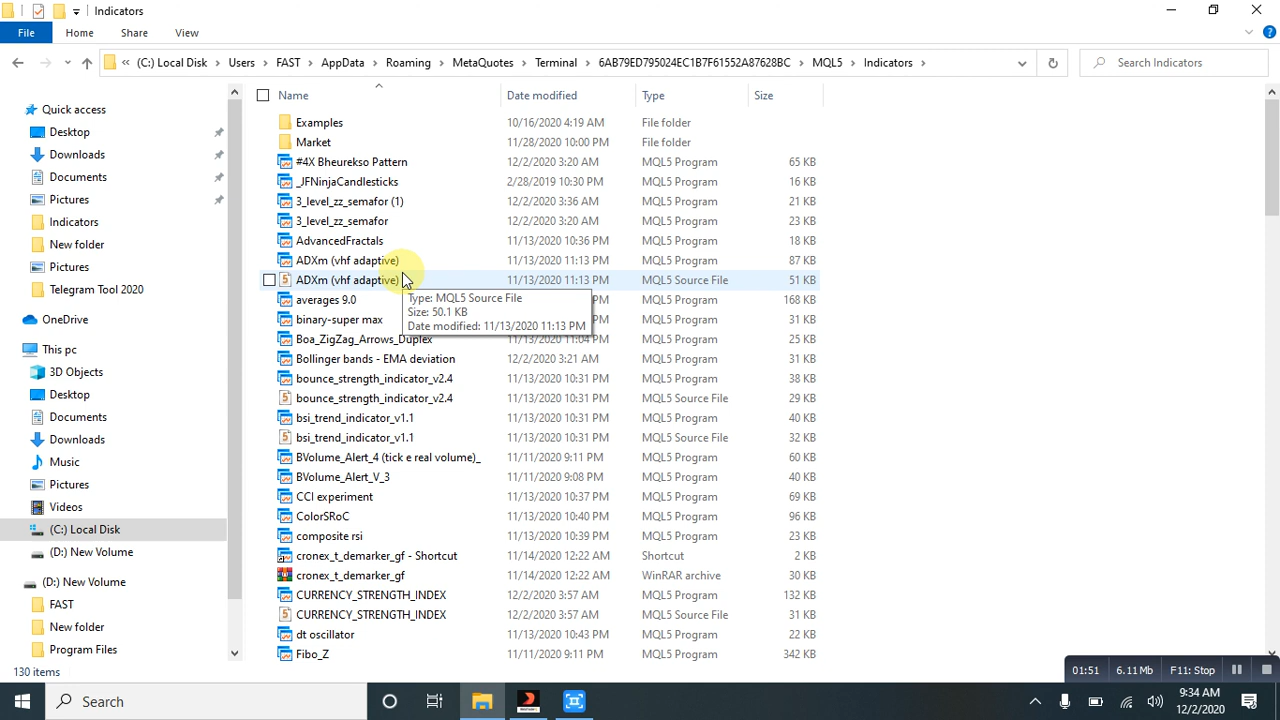 Indicators
File Home Share View
« (C:) Local Disk > Users > FAST > AppData > Roaming > MetaQuotes > Terminal > 6AB79ED795024EC1B7F61552A87628BC > MQL5 > Indicators >
Search Indicators
Name Date modified Type Size
Quick access
Desktop
Downloads
Documents
Pictures
Indicators
New folder
Pictures
Telegram Tool 2020
OneDrive
This pc
3D Objects
Desktop
Documents
Downloads
Music
Pictures
Videos
(C:) Local Disk
(D:) New Volume
(D:) New Volume
FAST
New folder
Program Files
Examples 10/16/2020 4:19 AM File folder
Market 11/28/2020 10:00 PM File folder
#4X Bheurekso Pattern 12/2/2020 3:20 AM MQL5 Program 65 KB
_JFNinjaCandlesticks 2/28/2019 10:30 PM MQL5 Program 16 KB
3_level_zz_semafor (1) 12/2/2020 3:36 AM MQL5 Program 21 KB
3_level_zz_semafor 12/2/2020 3:20 AM MQL5 Program 23 KB
AdvancedFractals 11/13/2020 10:36 PM MQL5 Program 18 KB
ADXm (vhf adaptive) 11/13/2020 11:13 PM MQL5 Program 87 KB
ADXm (vhf adaptive) 11/13/2020 11:13 PM MQL5 Source File 51 KB
averages 9.0 PM MQL5 Program 168 KB
binary-super max PM MQL5 Program 31 KB
Boa_ZigZag_Arrows_Duplex 11/13/2020 11:04 PM MQL5 Program 25 KB
Bollinger bands - EMA deviation 12/2/2020 3:21 AM MQL5 Program 31 KB
bounce_strength_indicator_v2.4 11/13/2020 10:31 PM MQL5 Program 38 KB
bounce_strength_indicator_v2.4 11/13/2020 10:31 PM MQL5 Source File 29 KB
bsi_trend_indicator_v1.1 11/13/2020 10:31 PM MQL5 Program 40 KB
bsi_trend_indicator_v1.1 11/13/2020 10:31 PM MQL5 Source File 32 KB
BVolume_Alert_4 (tick e real volume)_ 11/11/2020 9:11 PM MQL5 Program 60 KB
BVolume_Alert_V_3 11/11/2020 9:08 PM MQL5 Program 40 KB
CCI experiment 11/13/2020 10:37 PM MQL5 Program 69 KB
ColorSRoC 11/13/2020 10:40 PM MQL5 Program 96 KB
composite rsi 11/13/2020 10:39 PM MQL5 Program 23 KB
cronex_t_demarker_gf - Shortcut 11/14/2020 12:22 AM Shortcut 2 KB
cronex_t_demarker_gf 11/14/2020 12:22 AM WinRAR archive 30 KB
CURRENCY_STRENGTH_INDEX 12/2/2020 3:57 AM MQL5 Program 132 KB
CURRENCY_STRENGTH_INDEX 12/2/2020 3:57 AM MQL5 Source File 31 KB
dt oscillator 11/13/2020 10:43 PM MQL5 Program 22 KB
Fibo_Z 11/11/2020 9:11 PM MQL5 Program 342 KB
Type: MQL5 Source File
Size: 50.1 KB
Date modified: 11/13/2020 11:13 PM
130 items
01:51 6.11 Mb F11: Stop
Search
9:34 AM
12/2/2020